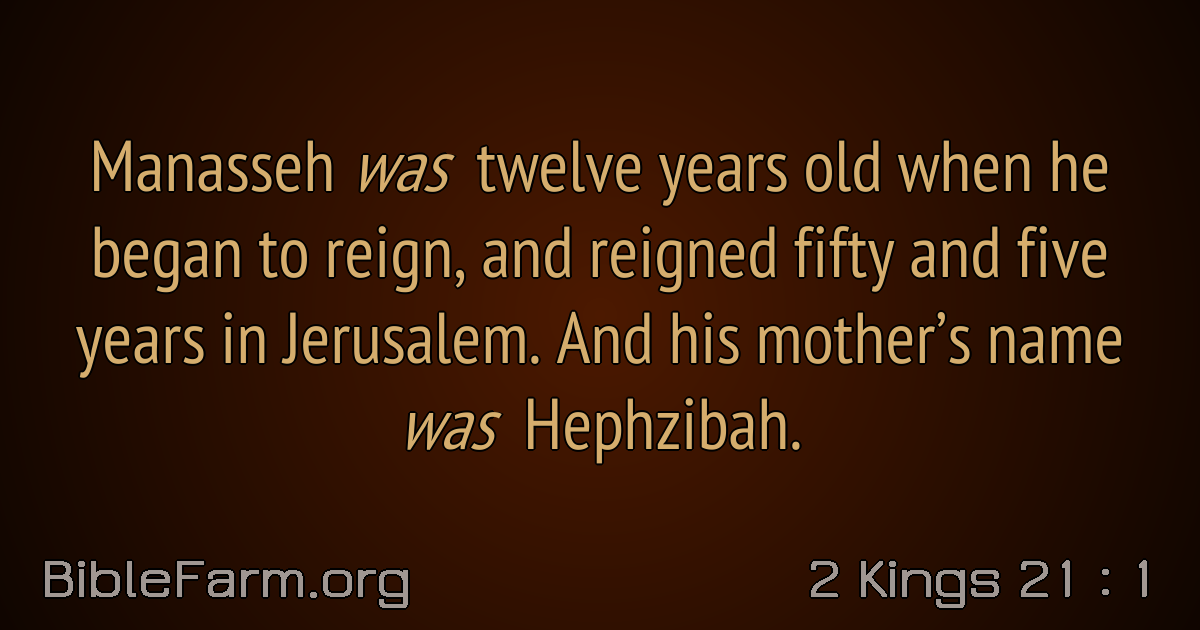 Manasseh was twelve years old when he
began to reign, and reigned fifty and five
years in Jerusalem. And his mother’s name
was Hephzibah.
BibleFarm.org
2 Kings 21 : 1